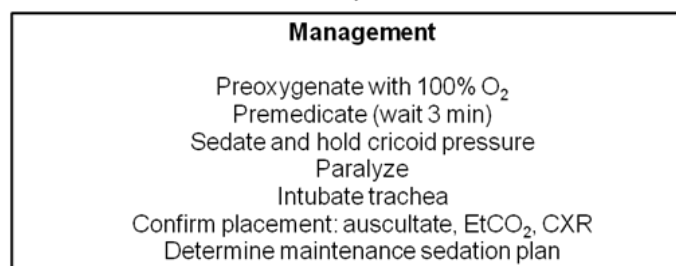 Management
Preoxygenate with 100% O₂
Premedicate (wait 3 min)
Sedate and hold cricoid pressure
Paralyze
Intubate trachea
Confirm placement: auscultate, EtCO₂, CXR
Determine maintenance sedation plan